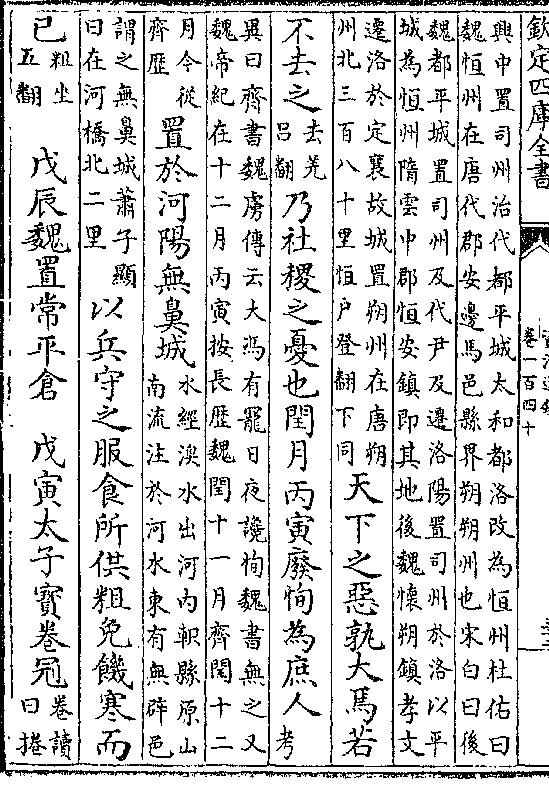 欽定四庫全書
卷一百四十
興中置司州治代都平城太和都洛改為恒州杜佑曰
魏恒州在唐代郡安邊馬邑縣界朔朔州也宋白曰後
魏都平城置司州及代尹及遷洛陽置司州於洛以平
城為恒州隋雲中郡恒安鎮即其地後魏懷朔鎮孝文
遷洛於定襄故城置朔州在唐朔
州北三百八十里恒户登翻下同
天下之惡孰大焉若
不去之
去羌
呂翻
乃社稷之憂也閏月丙寅廢恂為庶人
考
異曰齊書魏虜傳云大馮有寵日夜讒恂魏書無之又
魏帝紀在十二月丙寅按長歴魏閏十一月齊閏十二
月今從
齊歴
置於河陽無鼻城
水經湨水出河内軹縣原山
南流注於河水東有無辟邑
謂之無鼻城蕭子顯
曰在河橋北二里
以兵守之服食所供粗免饑寒而
已
粗坐
五翻
戊辰魏置常平倉 戊寅太子寳卷冠
卷讀
曰捲